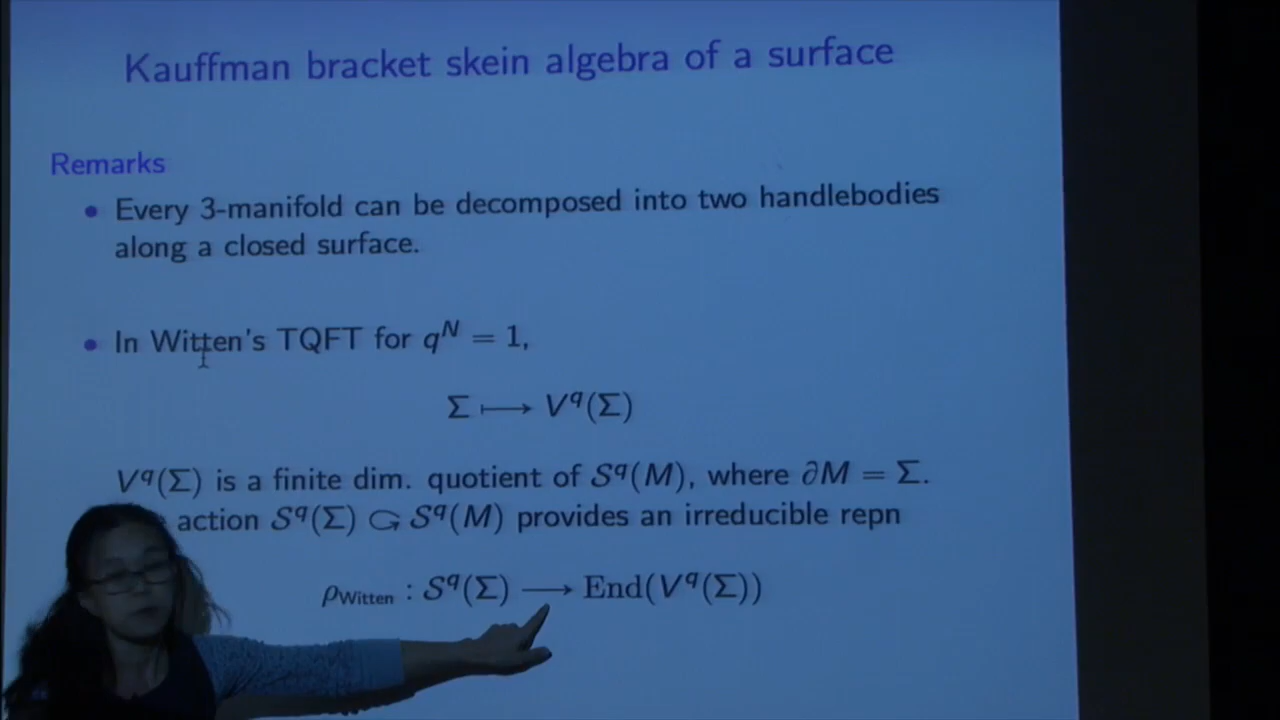 Kauffman bracket skein algebra of a surface
Remarks
• Every 3-manifold can be decomposed into two handlebodies
along a closed surface.
• In Witten's TQFT for q^N = 1,
Σ ⟼ V^q(Σ)
V^q(Σ) is a finite dim. quotient of 𝒮^q(M), where ∂M = Σ.
action 𝒮^q(Σ) ↻ 𝒮^q(M) provides an irreducible repn
ρ_Witten : 𝒮^q(Σ) ⟶ End(V^q(Σ))